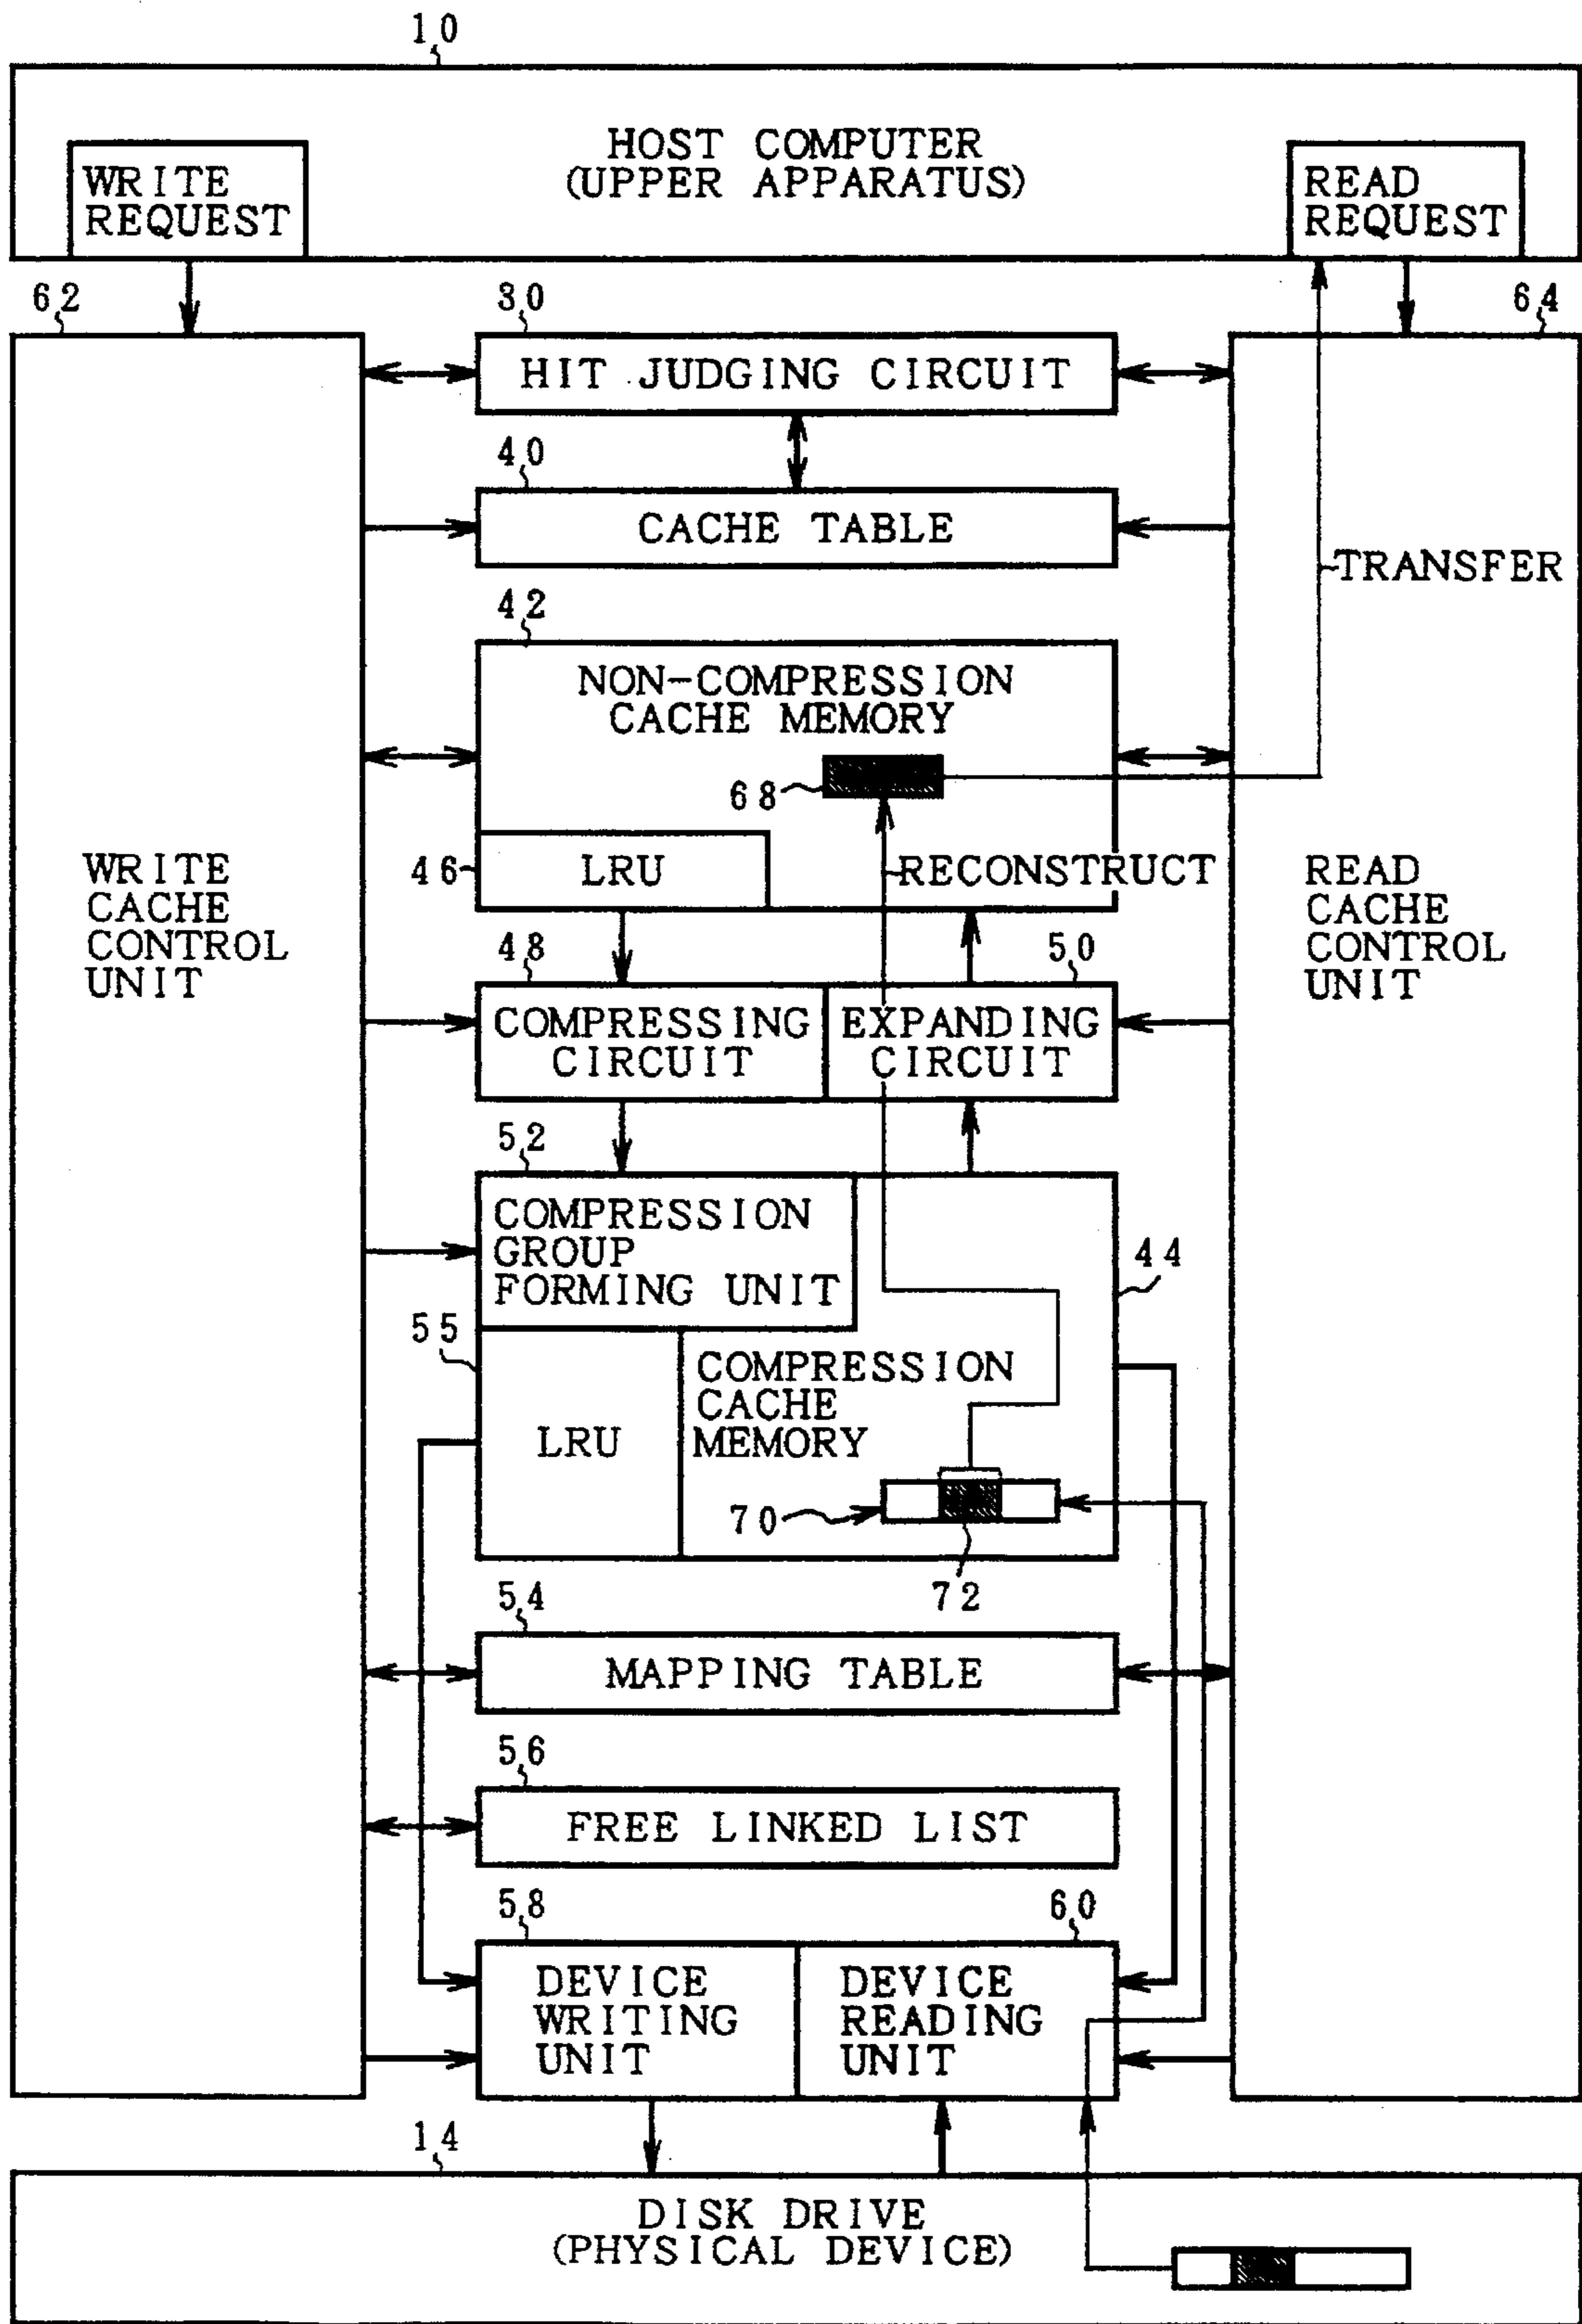 10
HOST COMPUTER
(UPPER APPARATUS)
WRITE
REQUEST
READ
REQUEST
62
30
64
HIT JUDGING CIRCUIT
40
CACHE TABLE
TRANSFER
42
NON-COMPRESSION
CACHE MEMORY
68
46
LRU
RECONSTRUCT
WRITE
CACHE
CONTROL
UNIT
READ
CACHE
CONTROL
UNIT
48
50
COMPRESSING
CIRCUIT
EXPANDING
CIRCUIT
52
COMPRESSION
GROUP
FORMING UNIT
44
55
LRU
COMPRESSION
CACHE
MEMORY
70
72
54
MAPPING TABLE
56
FREE LINKED LIST
58
60
DEVICE
WRITING
UNIT
DEVICE
READING
UNIT
14
DISK DRIVE
(PHYSICAL DEVICE)